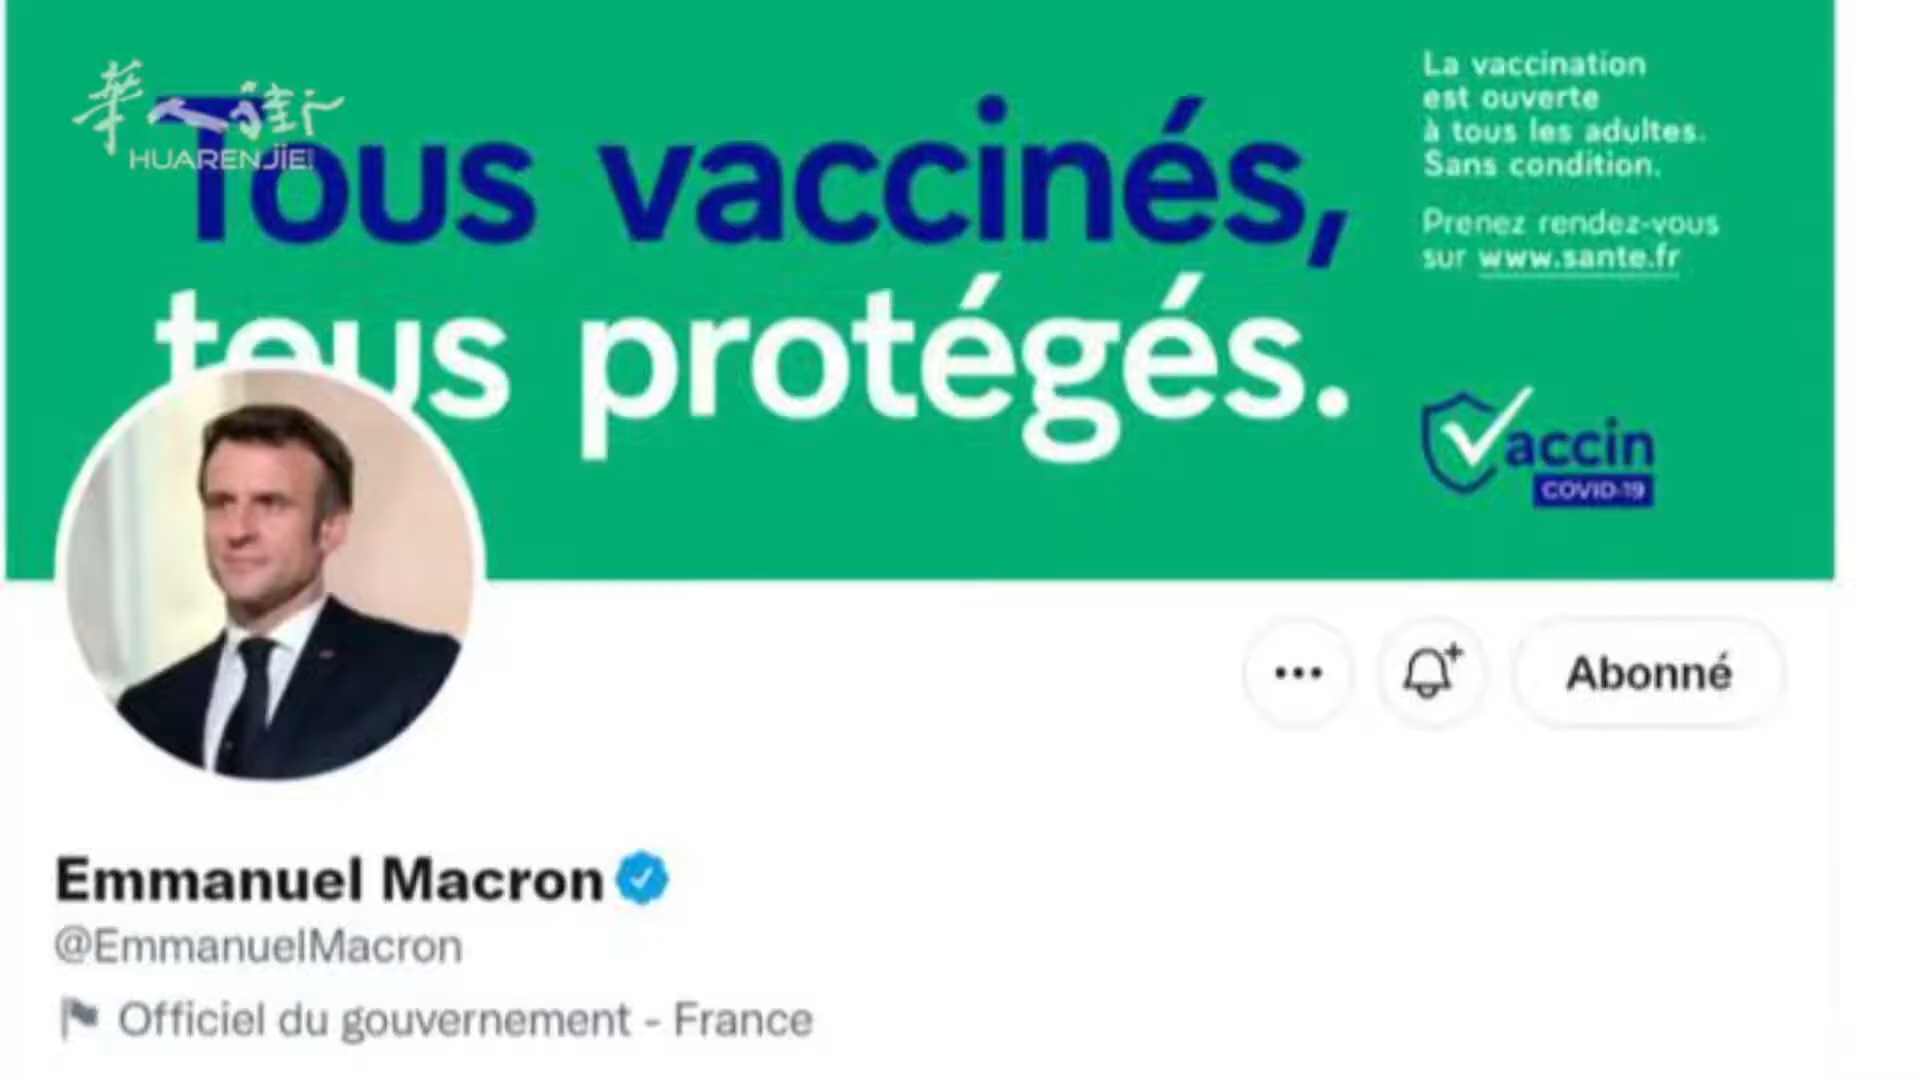 華人街
HUARENJIE
Tous vaccinés,
tous protégés.
La vaccination
est ouverte
à tous les adultes.
Sans condition.
Prenez rendez-vous
sur www.sante.fr
Vaccin
COVID-19
Abonné
Emmanuel Macron
@EmmanuelMacron
Officiel du gouvernement - France